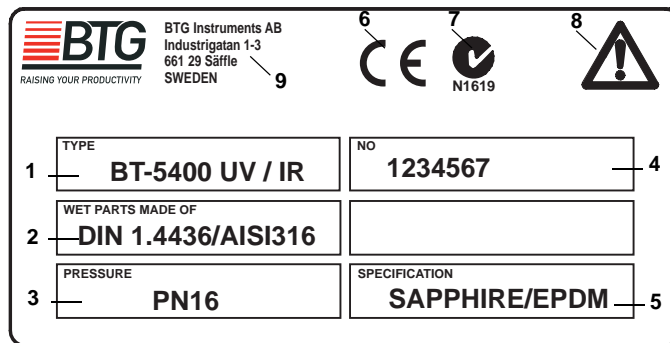 BTG
RAISING YOUR PRODUCTIVITY
BTG Instruments AB
Industrigatan 1-3
661 29 Säffle
SWEDEN
9
6
CE
7
N1619
8
1
TYPE
BT-5400 UV / IR
NO
1234567
4
2
WET PARTS MADE OF
DIN 1.4436/AISI316
3
PRESSURE
PN16
SPECIFICATION
SAPPHIRE/EPDM
5